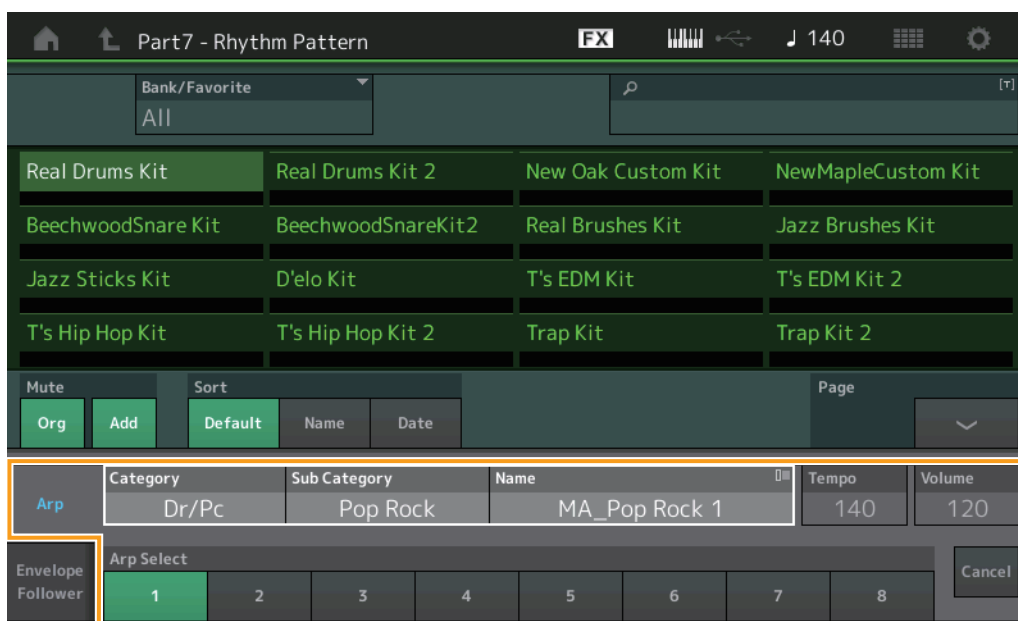 Part7 - Rhythm Pattern FX 140
Bank/Favorite [T]
All
Real Drums Kit Real Drums Kit 2 New Oak Custom Kit NewMapleCustom Kit
BeechwoodSnare Kit BeechwoodSnareKit2 Real Brushes Kit Jazz Brushes Kit
Jazz Sticks Kit D'elo Kit T's EDM Kit T's EDM Kit 2
T's Hip Hop Kit T's Hip Hop Kit 2 Trap Kit Trap Kit 2
Mute Sort Page
Org Add Default Name Date
Category Sub Category Name Tempo Volume
Arp Dr/Pc Pop Rock MA_Pop Rock 1 140 120
Arp Select
Envelope Follower 1 2 3 4 5 6 7 8 Cancel